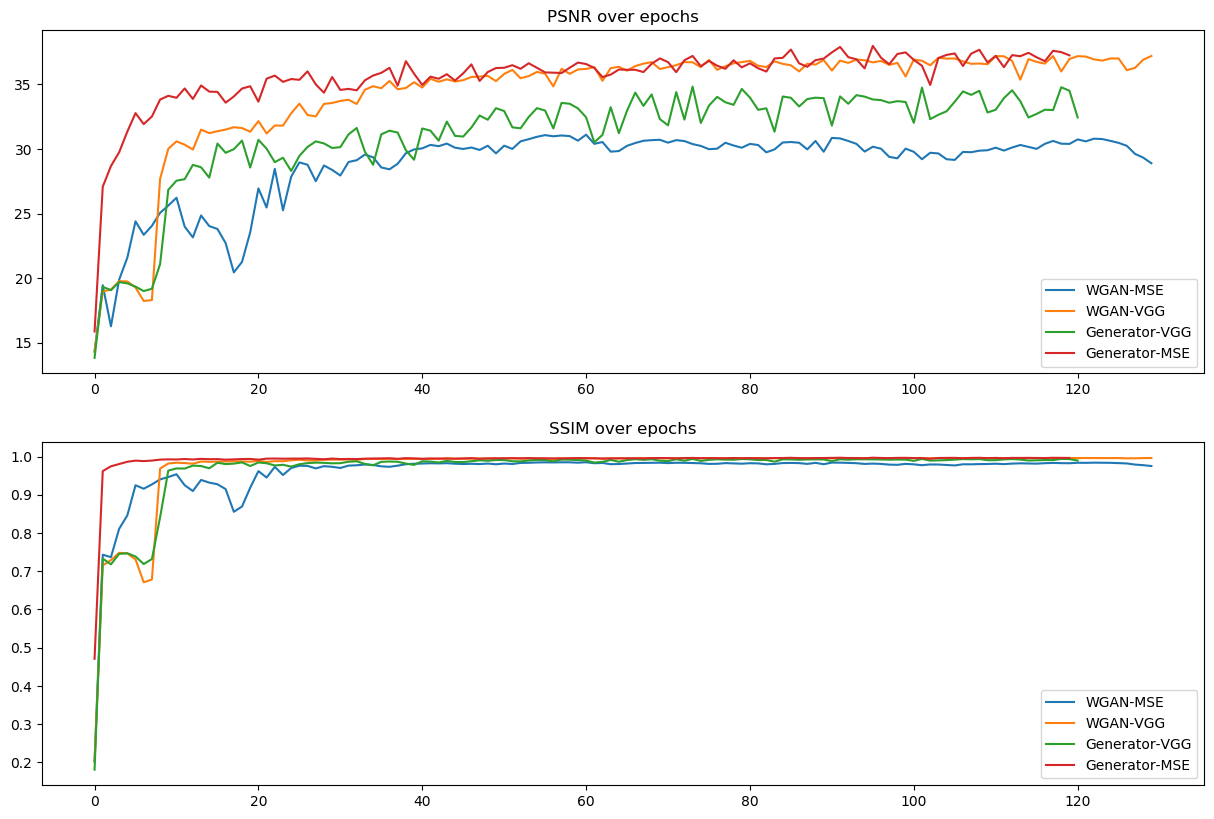 PSNR over epochs
35
30
25
20
15
0 20 40 60 80 100 120
WGAN-MSE
WGAN-VGG
Generator-VGG
Generator-MSE
SSIM over epochs
1.0
0.9
0.8
0.7
0.6
0.5
0.4
0.3
0.2
0 20 40 60 80 100 120
WGAN-MSE
WGAN-VGG
Generator-VGG
Generator-MSE